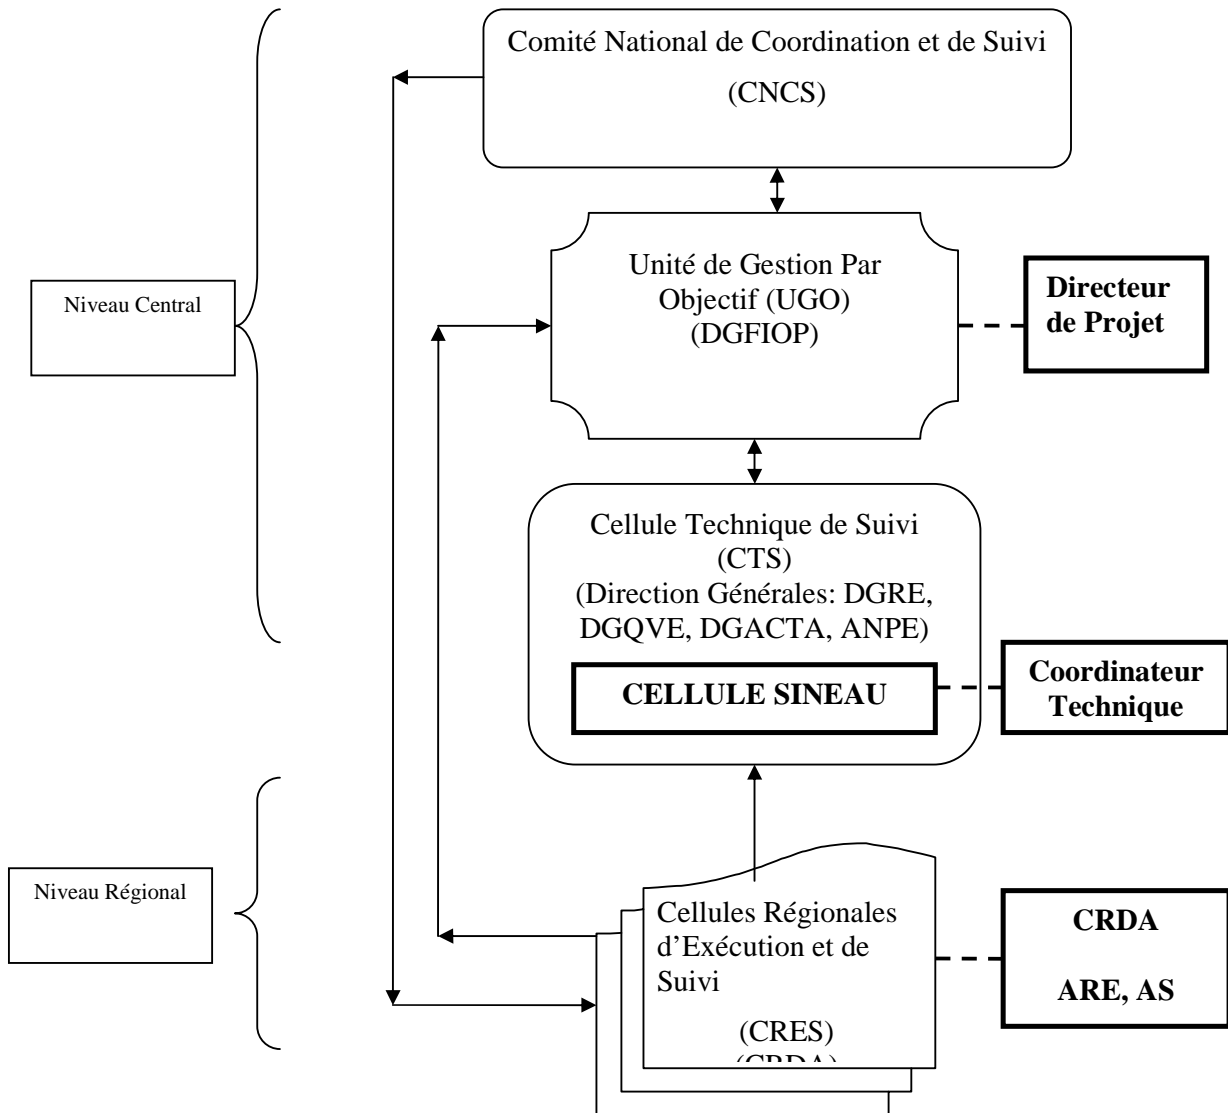 Comité National de Coordination et de Suivi
(CNCS)
Niveau Central
Unité de Gestion Par
Objectif (UGO)
(DGFIOP)
Directeur
de Projet
Cellule Technique de Suivi
(CTS)
(Direction Générales: DGRE,
DGQVE, DGACTA, ANPE)
CELLULE SINEAU
Coordinateur
Technique
Niveau Régional
Cellules Régionales
d’Exécution et de
Suivi
(CRES)
(CRDA)
CRDA
ARE, AS